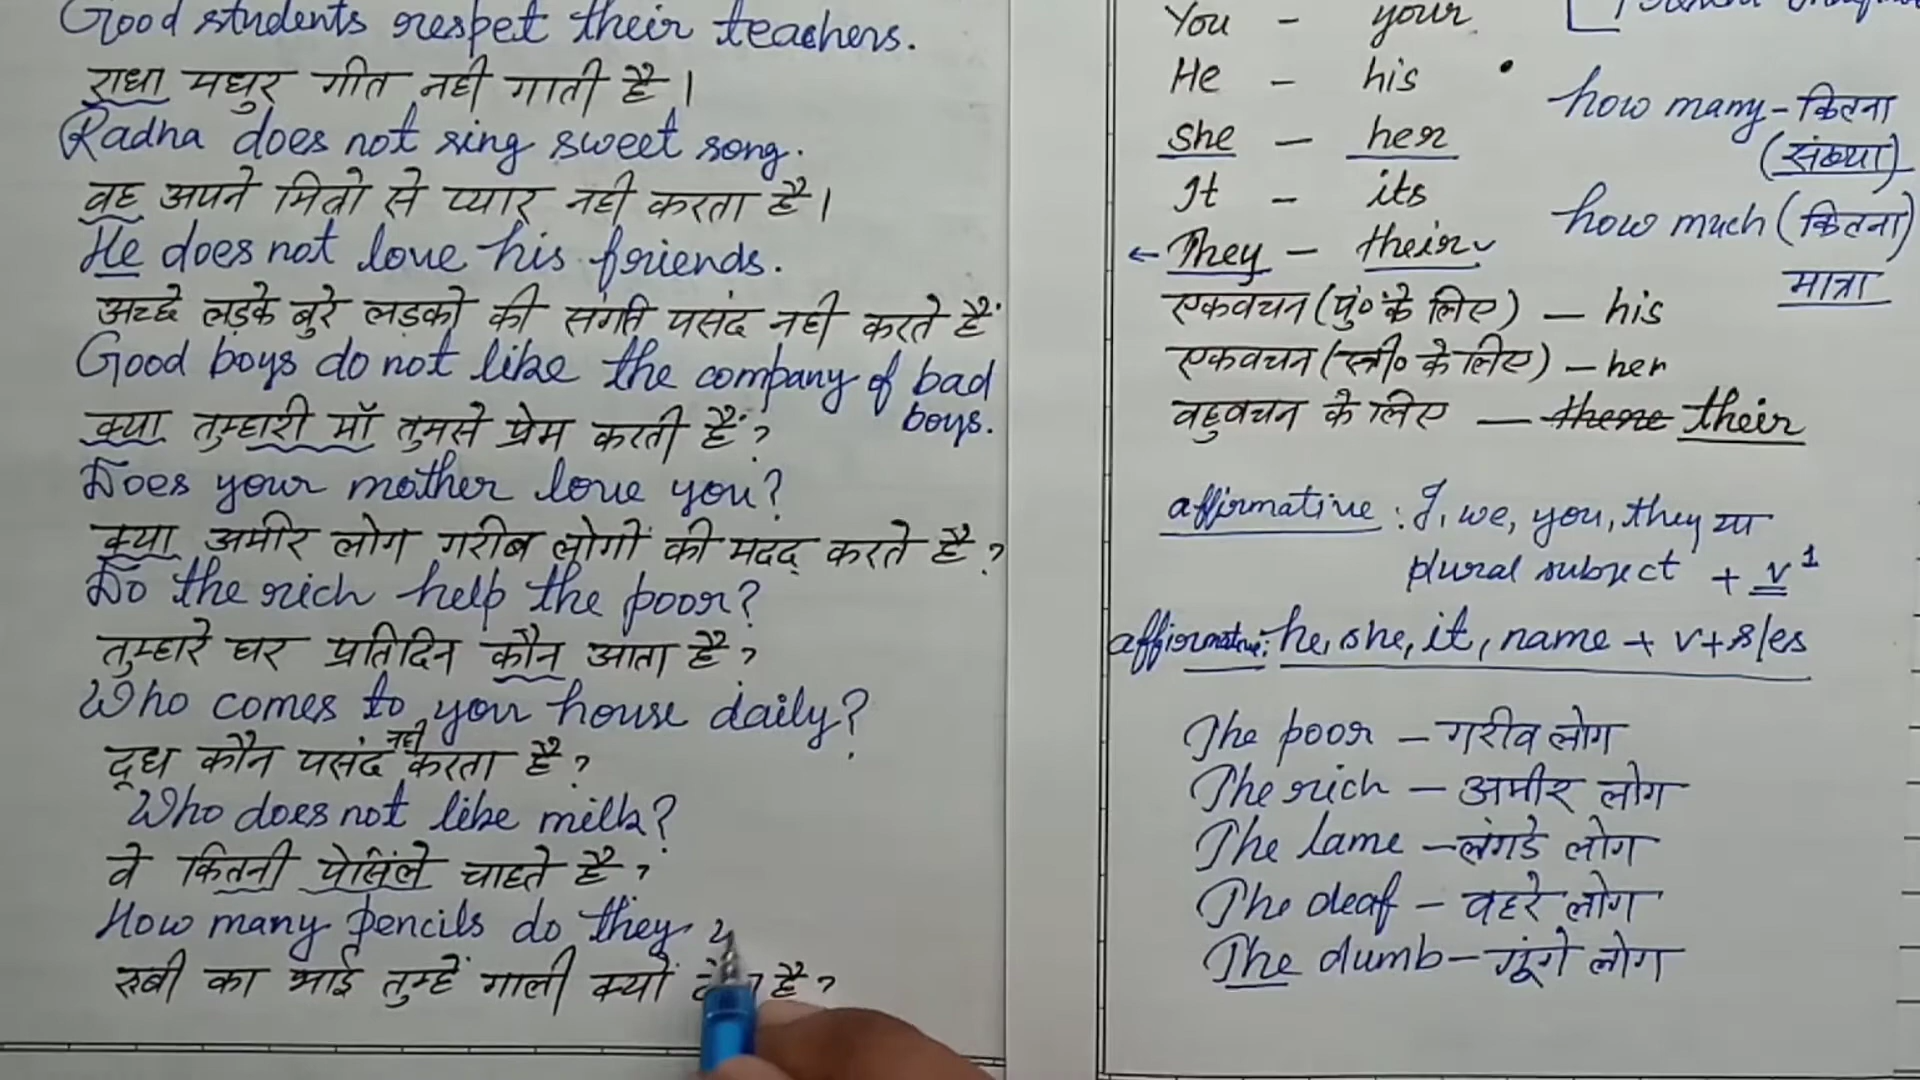 Good students respet their teachers.
राधा मधुर गीत नही गाती है।
Radha does not sing sweet song.
वह अपने मित्रो से प्यार नही करता है।
He does not love his friends.
अच्छे लड़के बुरे लड़को की संगति पसंद नही करते हैं
Good boys do not like the company of bad
boys.
क्या तुम्हारी माँ तुमसे प्रेम करती हैं?
Does your mother love you?
क्या अमीर लोग गरीब लोगों की मदद् करते है?
Do the rich help the poor?
तुम्हारे घर प्रतिदिन कौन आता है?
Who comes to your house daily?
दूध कौन पसंद नही करता है?
Who does not like milk?
वे कितनी पेंसिले चाहते है?
How many pencils do they
रुबी का भाई तुम्हें गाली क्यों है?
You - your
He - his
she - her
It - its
← They - their
एकवचन (पुं० के लिए) - his
एकवचन (स्त्री० के लिए) - her
बहुवचन के लिए - there their
how many - कितना
(संख्या)
how much (कितना)
मात्रा
affirmative: I, we, you, they या
plural subject + v¹
affirmative: he, she, it, name + v+s/es
The poor - गरीब लोग
The rich - अमीर लोग
The lame - लंगडे लोग
The deaf - बहरे लोग
The dumb - गूंगे लोग